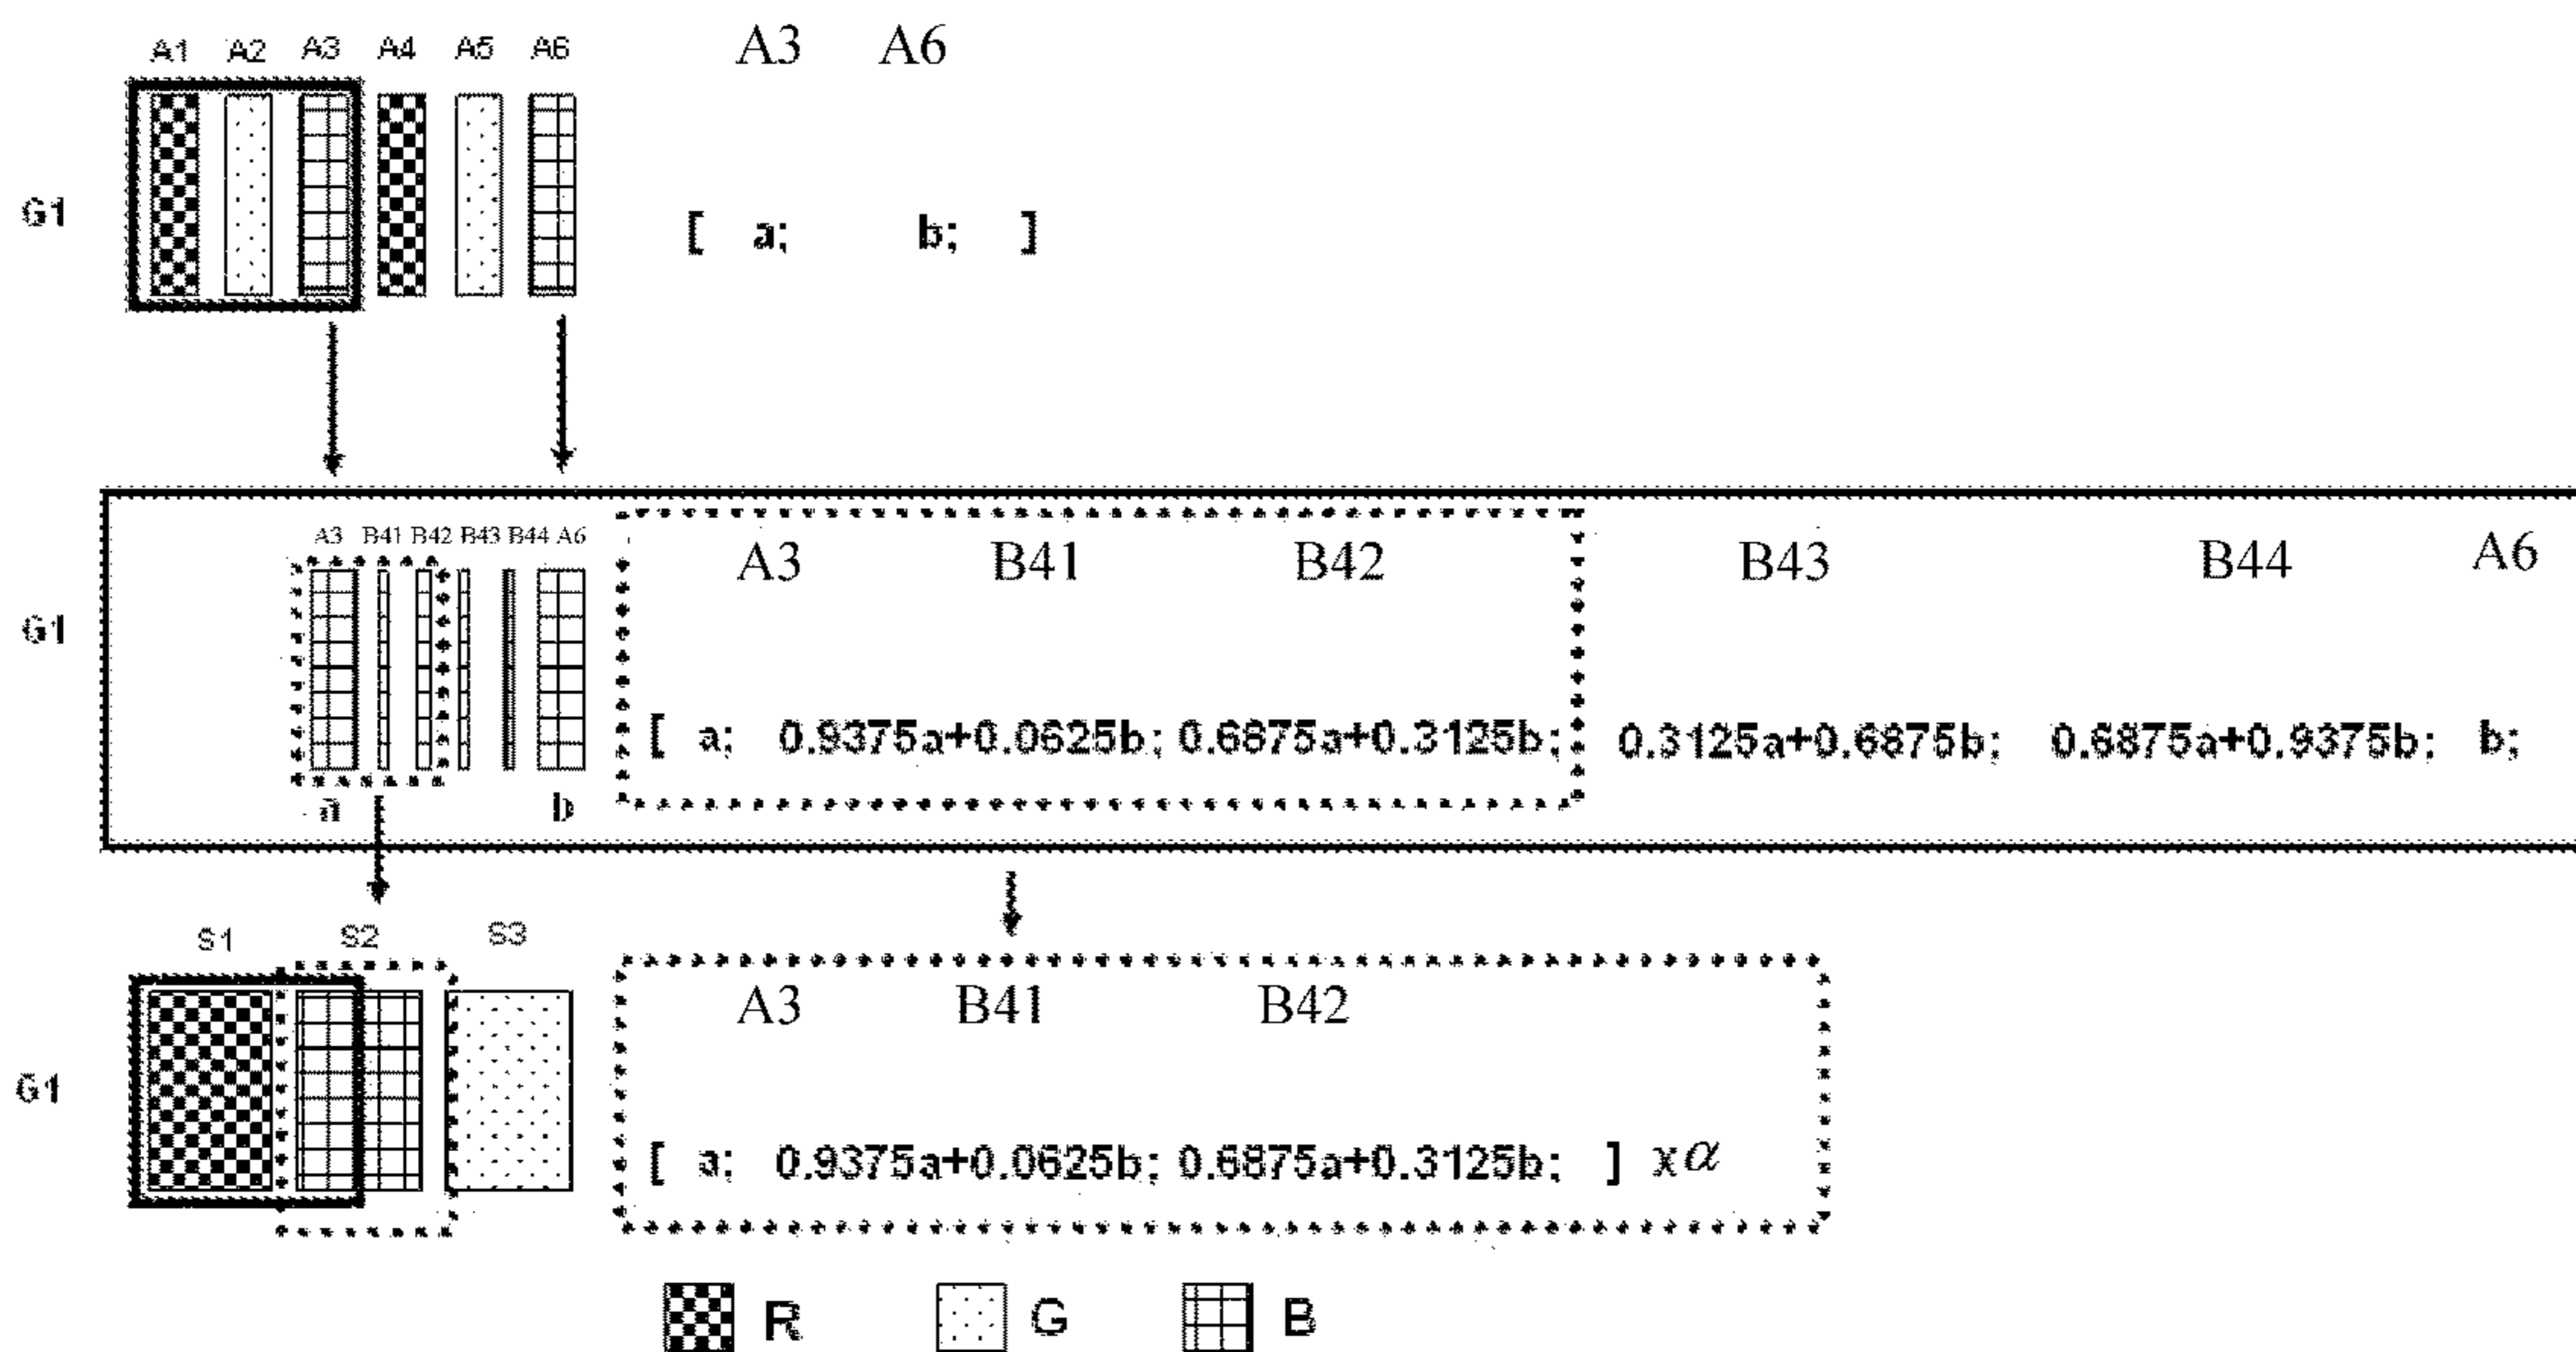 A1 A2 A3 A4 A5 A6 A3 A6
G1 [ a; b; ]
A3 B41 B42 B43 B44 A6 A3 B41 B42 B43 B44 A6
G1 [ a; 0.9375a+0.0625b; 0.6875a+0.3125b; 0.3125a+0.6875b; 0.6875a+0.9375b; b;
a b
S1 S2 S3
A3 B41 B42
G1 [ a; 0.9375a+0.0625b; 0.6875a+0.3125b; ] xα
R G B